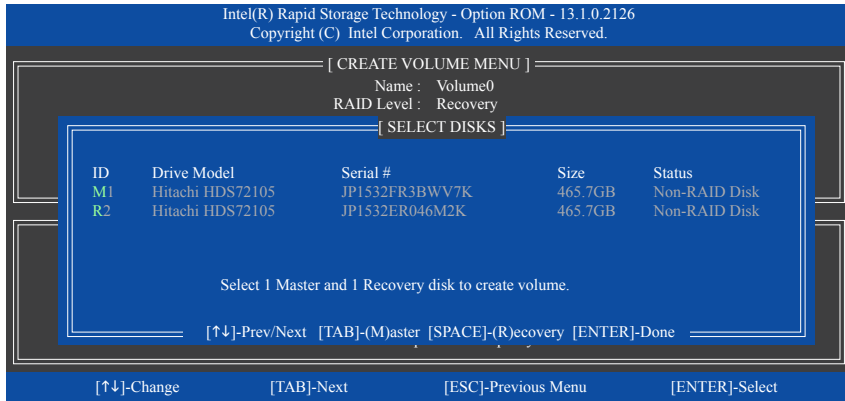 Intel(R) Rapid Storage Technology - Option ROM - 13.1.0.2126
Copyright (C) Intel Corporation. All Rights Reserved.
[ CREATE VOLUME MENU ]
Name : Volume0
RAID Level : Recovery
[ SELECT DISKS ]
ID Drive Model Serial # Size Status
M1 Hitachi HDS72105 JP1532FR3BWV7K 465.7GB Non-RAID Disk
R2 Hitachi HDS72105 JP1532ER046M2K 465.7GB Non-RAID Disk
Select 1 Master and 1 Recovery disk to create volume.
[↑↓]-Prev/Next [TAB]-(M)aster [SPACE]-(R)ecovery [ENTER]-Done
[↑↓]-Change [TAB]-Next [ESC]-Previous Menu [ENTER]-Select